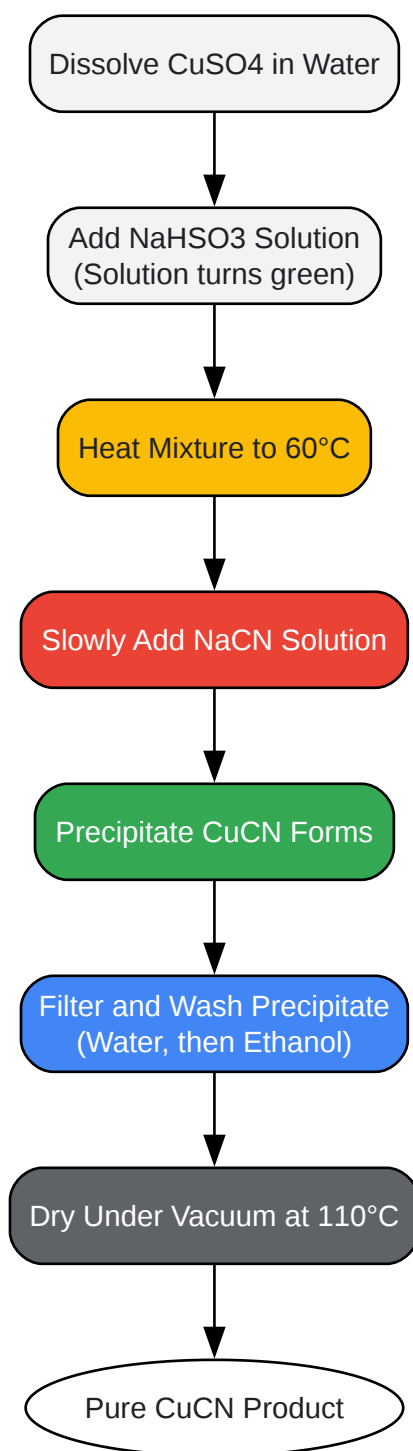 Dissolve CuSO4 in Water
Add NaHSO3 Solution
(Solution turns green)
Heat Mixture to 60°C
Slowly Add NaCN Solution
Precipitate CuCN Forms
Filter and Wash Precipitate
(Water, then Ethanol)
Dry Under Vacuum at 110°C
Pure CuCN Product